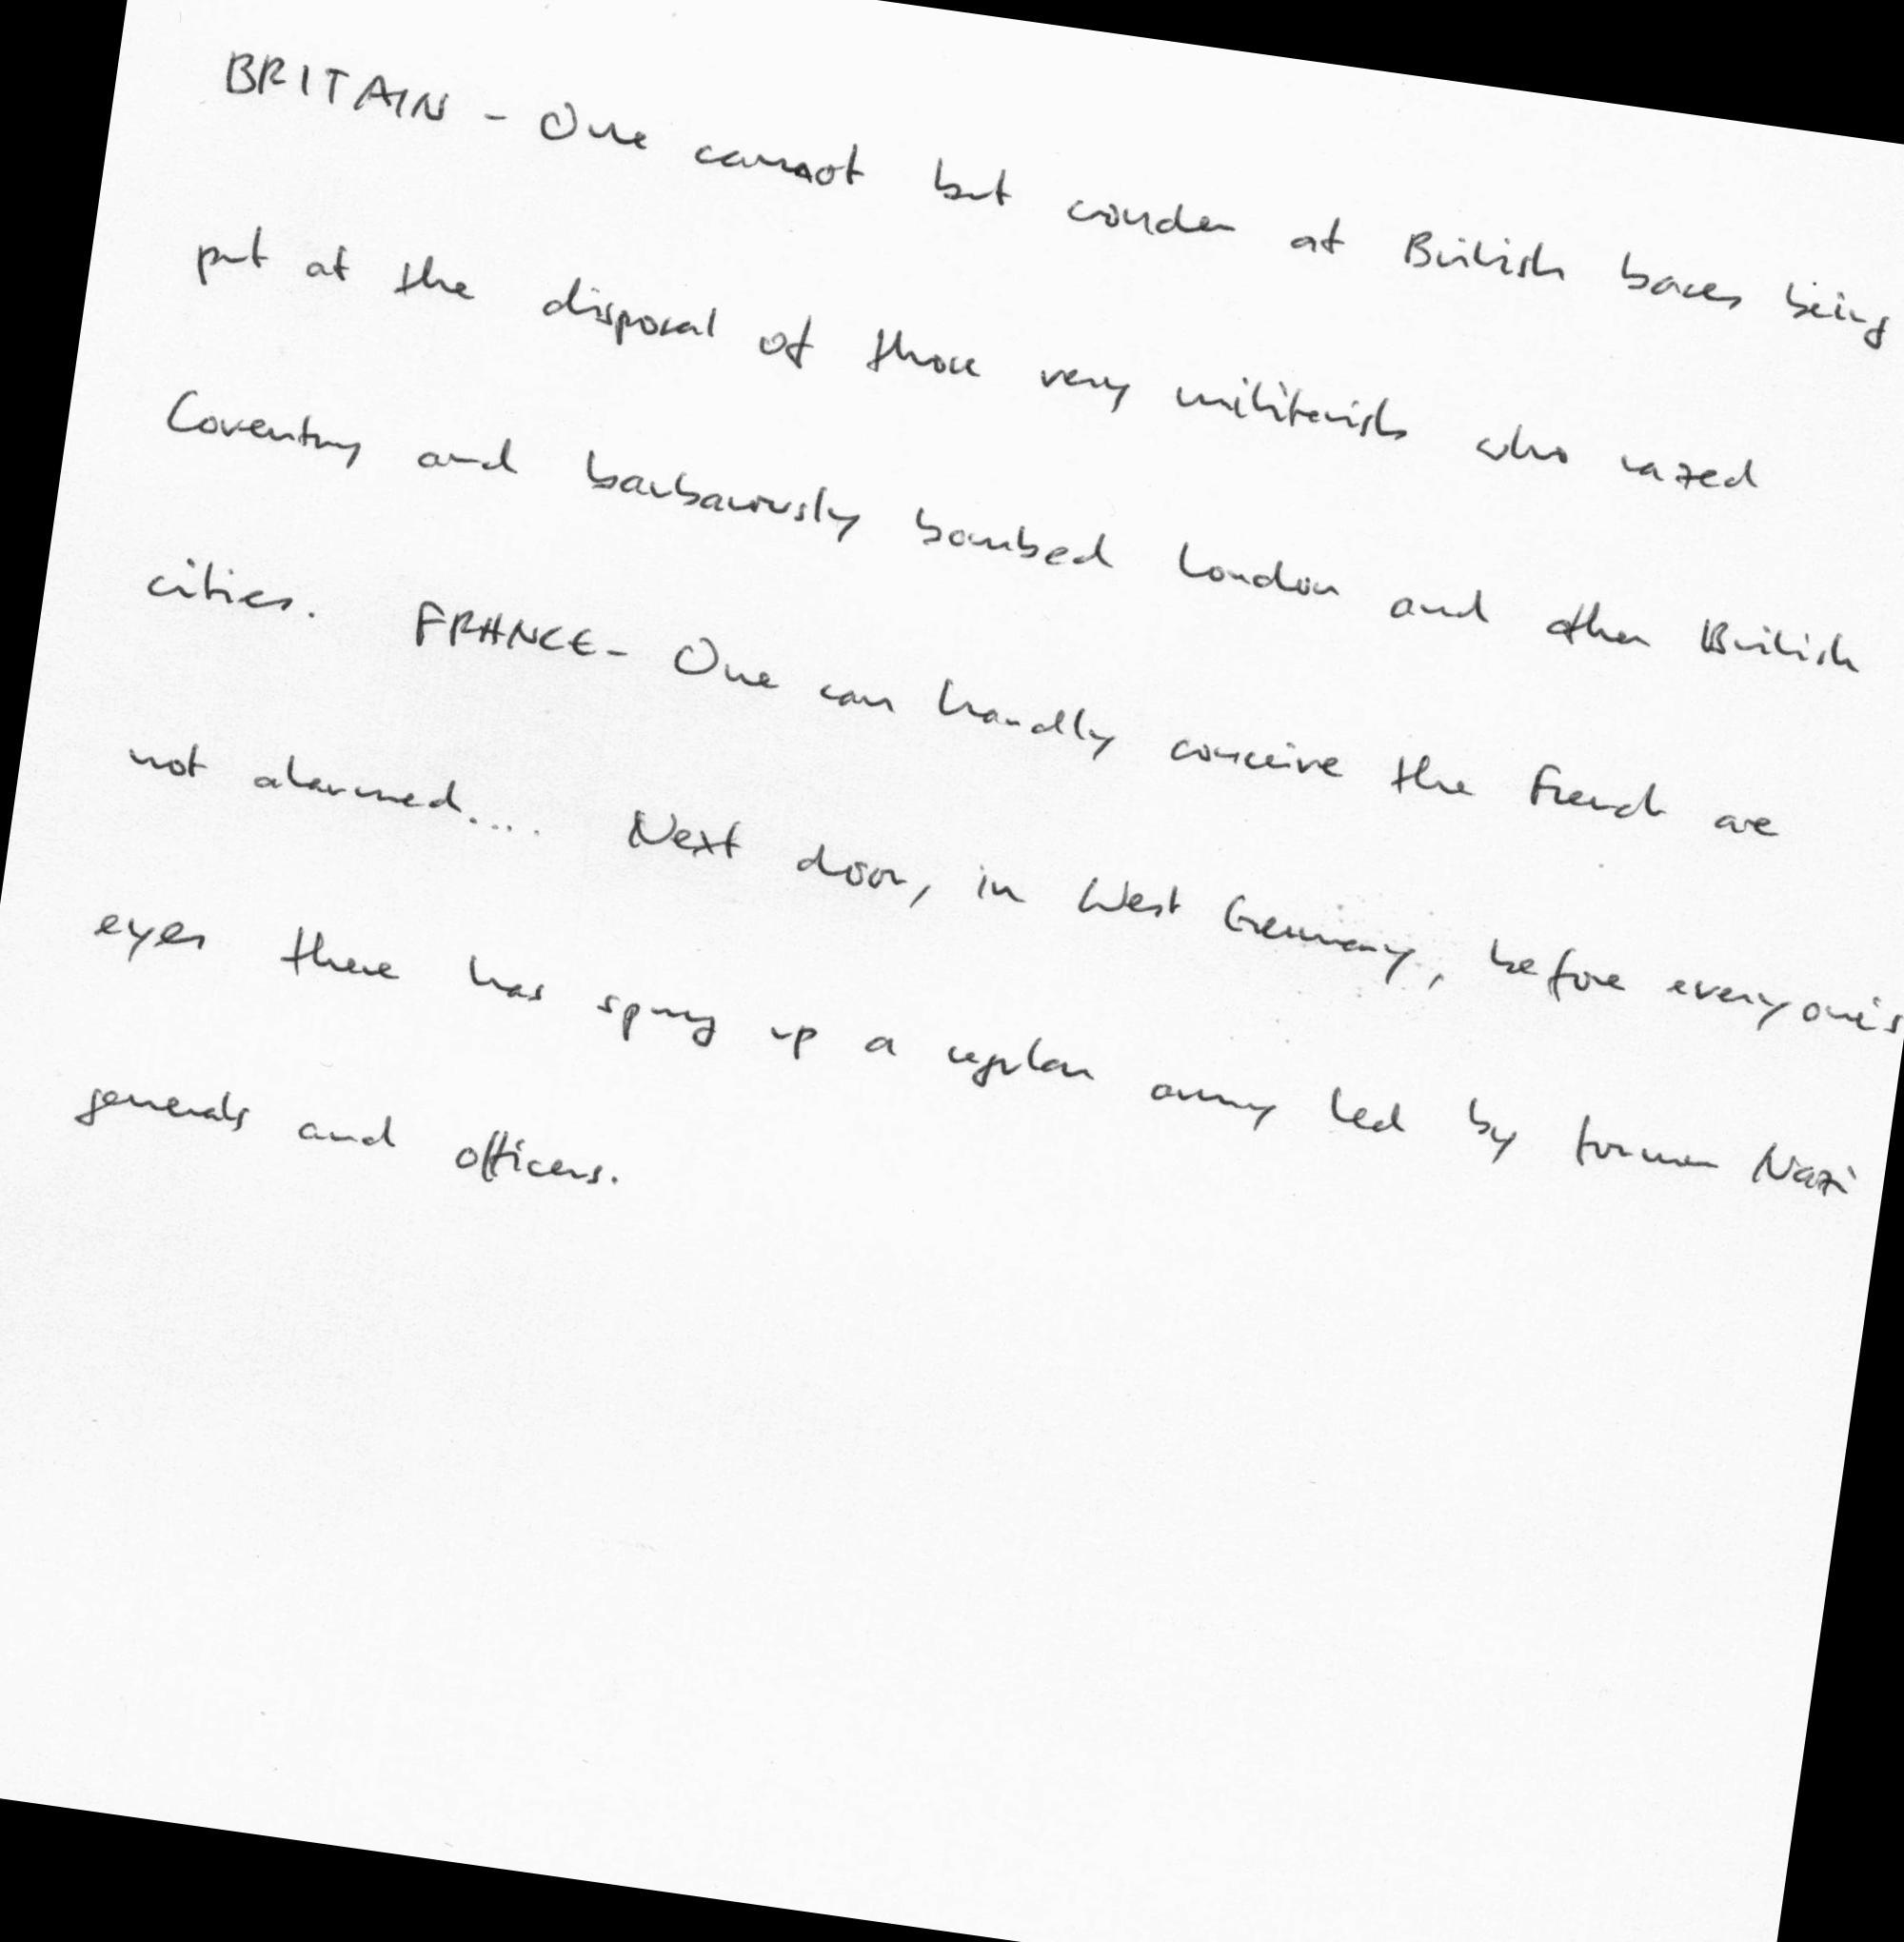 BRITAIN - One cannot but wonder at British bases being
put at the disposal of those very militarists who razed
Coventry and barbarously bombed London and other British
cities. FRANCE - One can hardly conceive the French are
not alarmed.... Next door, in West Germany, before everyone's
eyes there has sprung up a regular army led by former Nazi
generals and officers.